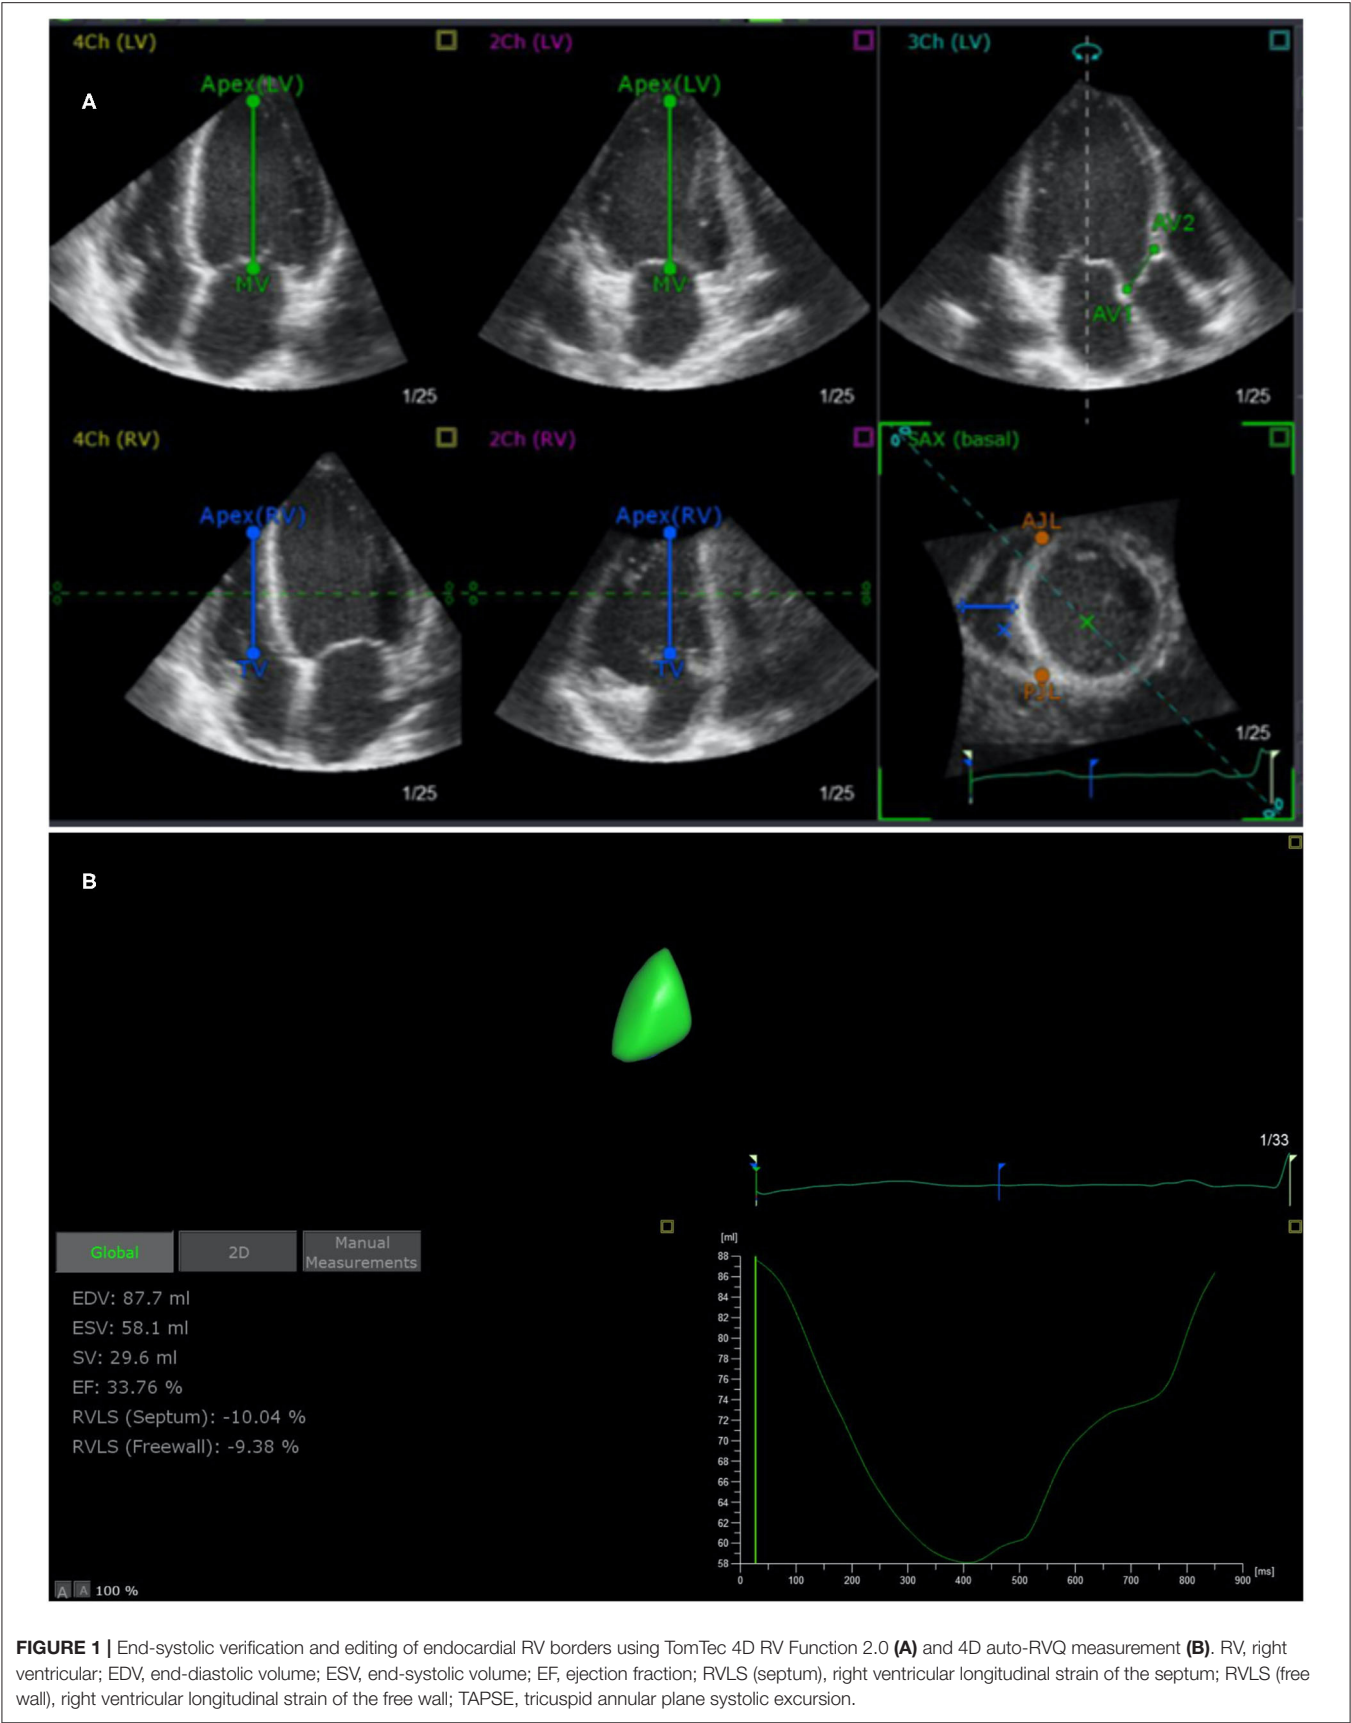 4Ch (LV)
2Ch (LV)
3Ch (LV)
A
Apex(LV)
Apex(LV)
AV2
MV
MV
AV1
1/25
1/25
1/25
4Ch (RV)
2Ch (RV)
SAX (basal)
Apex(RV)
Apex(RV)
AJL
TV
TV
PJL
1/25
1/25
1/25
B
1/33
Global
2D
Manual
Measurements
EDV: 87.7 ml
ESV: 58.1 ml
SV: 29.6 ml
EF: 33.76 %
RVLS (Septum): -10.04 %
RVLS (Freewall): -9.38 %
A A 100 %
[ml]
88
86
84
82
80
78
76
74
72
70
68
66
64
62
60
58
0 100 200 300 400 500 600 700 800 900 [ms]
FIGURE 1 | End-systolic verification and editing of endocardial RV borders using TomTec 4D RV Function 2.0 (A) and 4D auto-RVQ measurement (B). RV, right
ventricular; EDV, end-diastolic volume; ESV, end-systolic volume; EF, ejection fraction; RVLS (septum), right ventricular longitudinal strain of the septum; RVLS (free
wall), right ventricular longitudinal strain of the free wall; TAPSE, tricuspid annular plane systolic excursion.